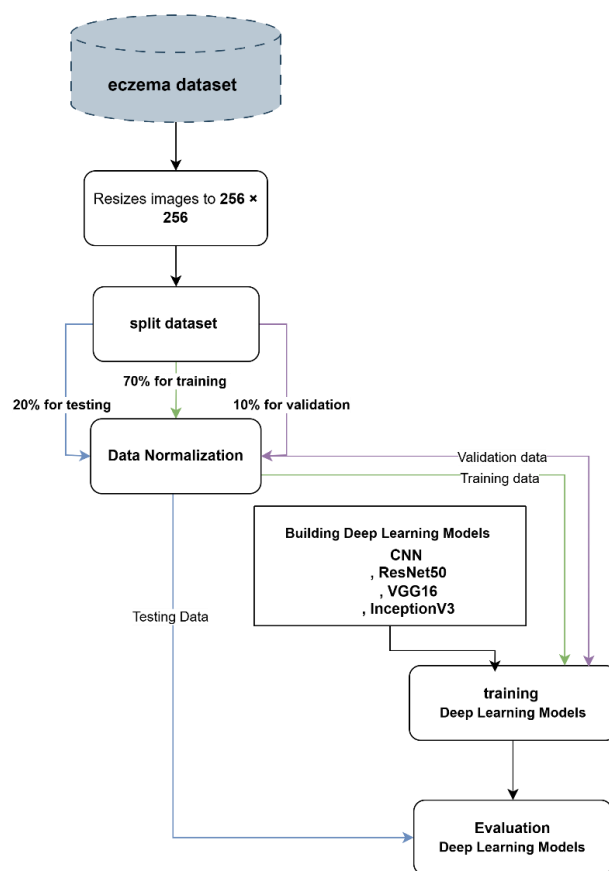 eczema dataset
Resizes images to 256 ×
256
split dataset
70% for training
20% for testing
10% for validation
Data Normalization
Validation data
Training data
Building Deep Learning Models
CNN
, ResNet50
, VGG16
, InceptionV3
Testing Data
training
Deep Learning Models
Evaluation
Deep Learning Models